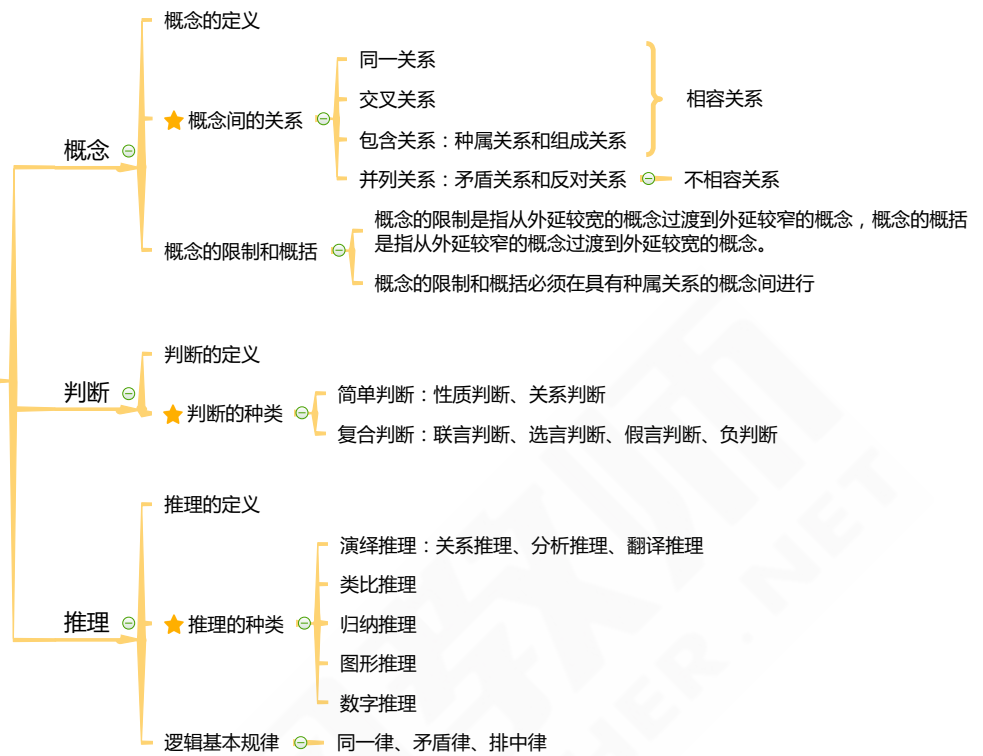 概念
概念的定义
概念间的关系
同一关系
交叉关系
包含关系：种属关系和组成关系
相容关系
并列关系：矛盾关系和反对关系
不相容关系
概念的限制和概括
概念的限制是指从外延较宽的概念过渡到外延较窄的概念，概念的概括
是指从外延较窄的概念过渡到外延较宽的概念。
概念的限制和概括必须在具有种属关系的概念间进行
判断
判断的定义
判断的种类
简单判断：性质判断、关系判断
复合判断：联言判断、选言判断、假言判断、负判断
推理
推理的定义
推理的种类
演绎推理：关系推理、分析推理、翻译推理
类比推理
归纳推理
图形推理
数字推理
逻辑基本规律
同一律、矛盾律、排中律
教师
HER.NET